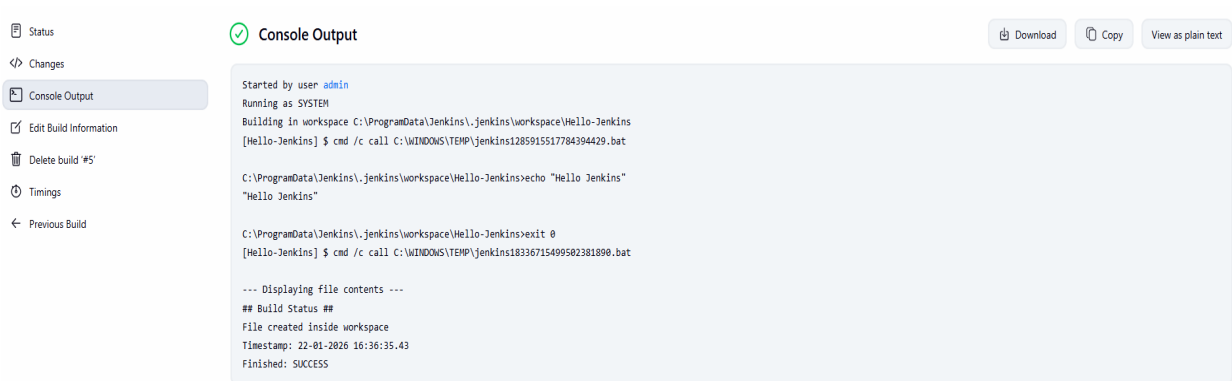 Status
Changes
Console Output
Edit Build Information
Delete build '#5'
Timings
Previous Build
Console Output
Download
Copy
View as plain text
Started by user admin
Running as SYSTEM
Building in workspace C:\ProgramData\Jenkins\.jenkins\workspace\Hello-Jenkins
[Hello-Jenkins] $ cmd /c call C:\WINDOWS\TEMP\jenkins1285915517784394429.bat
C:\ProgramData\Jenkins\.jenkins\workspace\Hello-Jenkins>echo "Hello Jenkins"
"Hello Jenkins"
C:\ProgramData\Jenkins\.jenkins\workspace\Hello-Jenkins>exit 0
[Hello-Jenkins] $ cmd /c call C:\WINDOWS\TEMP\jenkins18336715499502381890.bat
--- Displaying file contents ---
## Build Status ##
File created inside workspace
Timestamp: 22-01-2026 16:36:35.43
Finished: SUCCESS